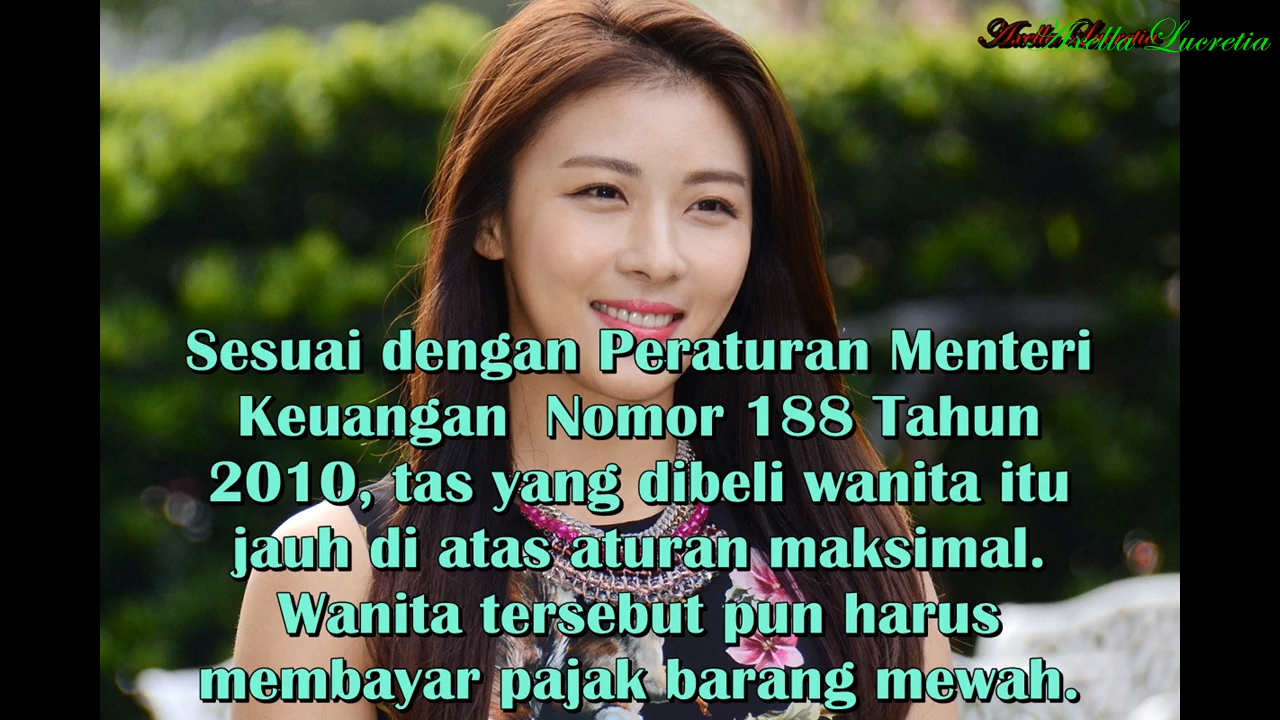 Axella Lucretia
Sesuai dengan Peraturan Menteri
Keuangan  Nomor 188 Tahun
2010, tas yang dibeli wanita itu
jauh di atas aturan maksimal.
Wanita tersebut pun harus
membayar pajak barang mewah.